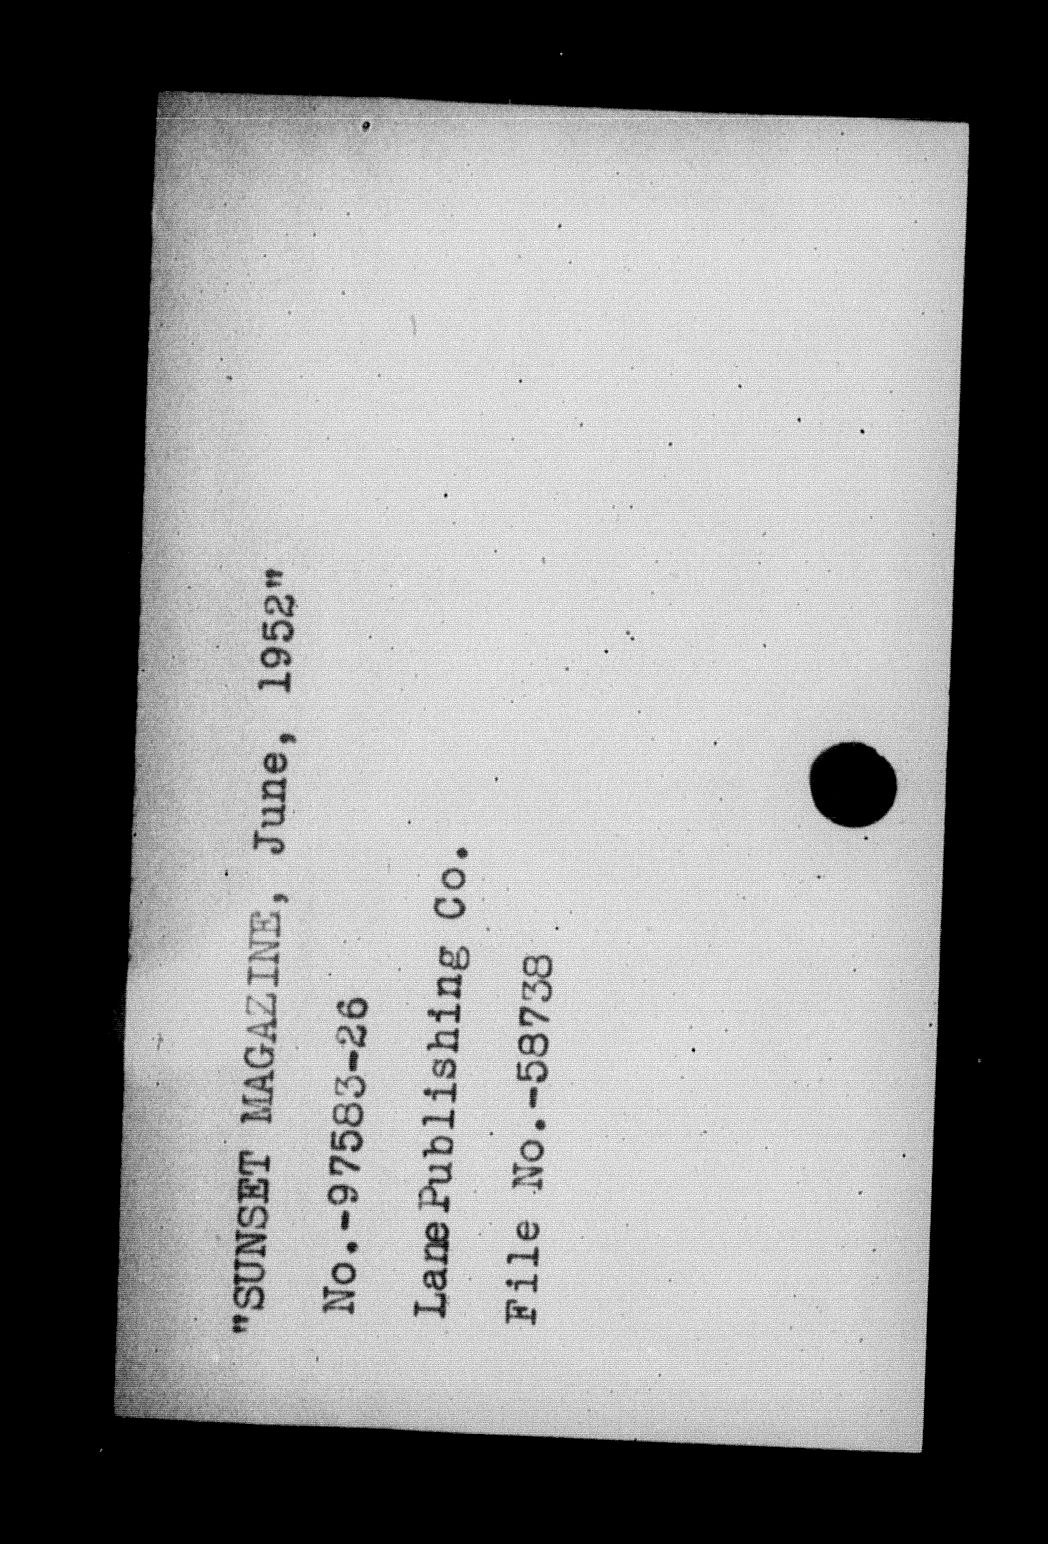 "SUNSET MAGAZINE, June, 1952"
No.-97583-26
Lane Publishing Co.
File No.-58738